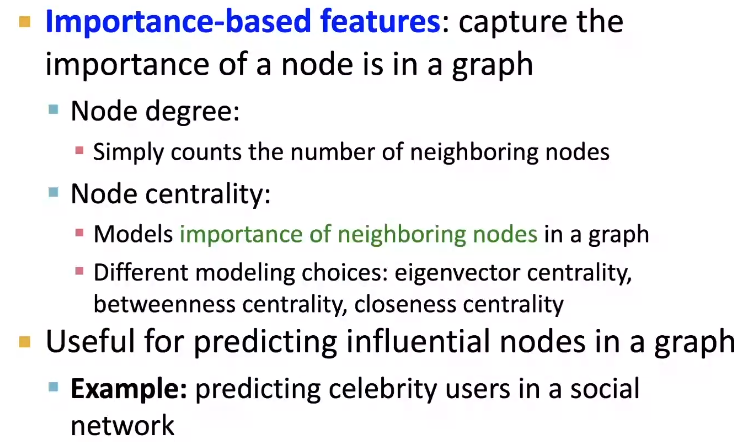 Importance-based features: capture the
importance of a node is in a graph
Node degree:
Simply counts the number of neighboring nodes
Node centrality:
Models importance of neighboring nodes in a graph
Different modeling choices: eigenvector centrality,
betweenness centrality, closeness centrality
Useful for predicting influential nodes in a graph
Example: predicting celebrity users in a social
network